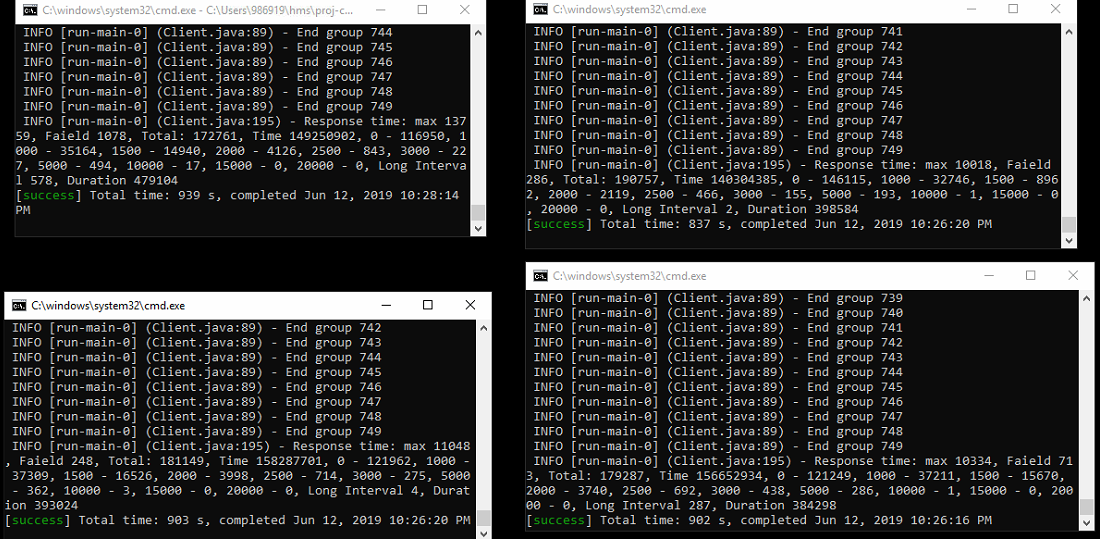 C:\windows\system32\cmd.exe - C:\Users\986919\hms\proj-c...
INFO [run-main-0] (Client.java:89) - End group 744
INFO [run-main-0] (Client.java:89) - End group 745
INFO [run-main-0] (Client.java:89) - End group 746
INFO [run-main-0] (Client.java:89) - End group 747
INFO [run-main-0] (Client.java:89) - End group 748
INFO [run-main-0] (Client.java:89) - End group 749
INFO [run-main-0] (Client.java:195) - Response time: max 137
59, Faield 1078, Total: 172761, Time 149250902, 0 - 116950, 1
000 - 35164, 1500 - 14940, 2000 - 4126, 2500 - 843, 3000 - 22
7, 5000 - 494, 10000 - 17, 15000 - 0, 20000 - 0, Long Interva
l 578, Duration 479104
[success] Total time: 939 s, completed Jun 12, 2019 10:28:14
PM
C:\windows\system32\cmd.exe
INFO [run-main-0] (Client.java:89) - End group 741
INFO [run-main-0] (Client.java:89) - End group 742
INFO [run-main-0] (Client.java:89) - End group 743
INFO [run-main-0] (Client.java:89) - End group 744
INFO [run-main-0] (Client.java:89) - End group 745
INFO [run-main-0] (Client.java:89) - End group 746
INFO [run-main-0] (Client.java:89) - End group 747
INFO [run-main-0] (Client.java:89) - End group 748
INFO [run-main-0] (Client.java:89) - End group 749
INFO [run-main-0] (Client.java:195) - Response time: max 10018, Faield
286, Total: 190757, Time 140304385, 0 - 146115, 1000 - 32746, 1500 - 896
2, 2000 - 2119, 2500 - 466, 3000 - 155, 5000 - 193, 10000 - 1, 15000 - 0
, 20000 - 0, Long Interval 2, Duration 398584
[success] Total time: 837 s, completed Jun 12, 2019 10:26:20 PM
C:\windows\system32\cmd.exe
INFO [run-main-0] (Client.java:89) - End group 742
INFO [run-main-0] (Client.java:89) - End group 743
INFO [run-main-0] (Client.java:89) - End group 744
INFO [run-main-0] (Client.java:89) - End group 745
INFO [run-main-0] (Client.java:89) - End group 746
INFO [run-main-0] (Client.java:89) - End group 747
INFO [run-main-0] (Client.java:89) - End group 748
INFO [run-main-0] (Client.java:89) - End group 749
INFO [run-main-0] (Client.java:195) - Response time: max 11048
, Faield 248, Total: 181149, Time 158287701, 0 - 121962, 1000 -
37309, 1500 - 16526, 2000 - 3998, 2500 - 714, 3000 - 275, 5000
- 362, 10000 - 3, 15000 - 0, 20000 - 0, Long Interval 4, Durat
ion 393024
[success] Total time: 903 s, completed Jun 12, 2019 10:26:20 PM
C:\windows\system32\cmd.exe
INFO [run-main-0] (Client.java:89) - End group 739
INFO [run-main-0] (Client.java:89) - End group 740
INFO [run-main-0] (Client.java:89) - End group 741
INFO [run-main-0] (Client.java:89) - End group 742
INFO [run-main-0] (Client.java:89) - End group 743
INFO [run-main-0] (Client.java:89) - End group 744
INFO [run-main-0] (Client.java:89) - End group 745
INFO [run-main-0] (Client.java:89) - End group 746
INFO [run-main-0] (Client.java:89) - End group 747
INFO [run-main-0] (Client.java:89) - End group 748
INFO [run-main-0] (Client.java:89) - End group 749
INFO [run-main-0] (Client.java:195) - Response time: max 10334, Faield 71
3, Total: 179287, Time 156652934, 0 - 121249, 1000 - 37211, 1500 - 15670,
2000 - 3740, 2500 - 692, 3000 - 438, 5000 - 286, 10000 - 1, 15000 - 0, 200
00 - 0, Long Interval 287, Duration 384298
[success] Total time: 902 s, completed Jun 12, 2019 10:26:16 PM